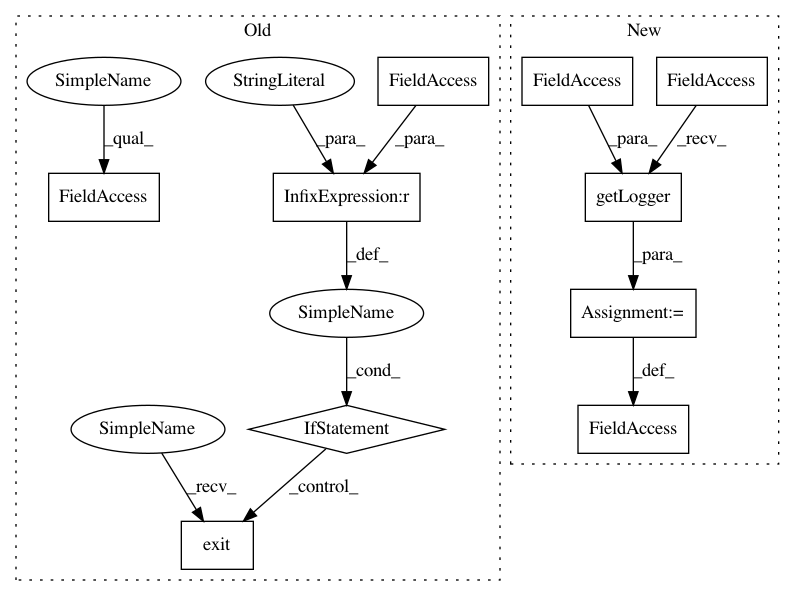 Old
New
SimpleName
StringLiteral
FieldAccess
FieldAccess
FieldAccess
_qual_
_para_
_para_
_para_
_recv_
FieldAccess
InfixExpression:r
getLogger
_def_
_para_
SimpleName
Assignment:=
_cond_
_def_
SimpleName
IfStatement
FieldAccess
_recv_
_control_
exit